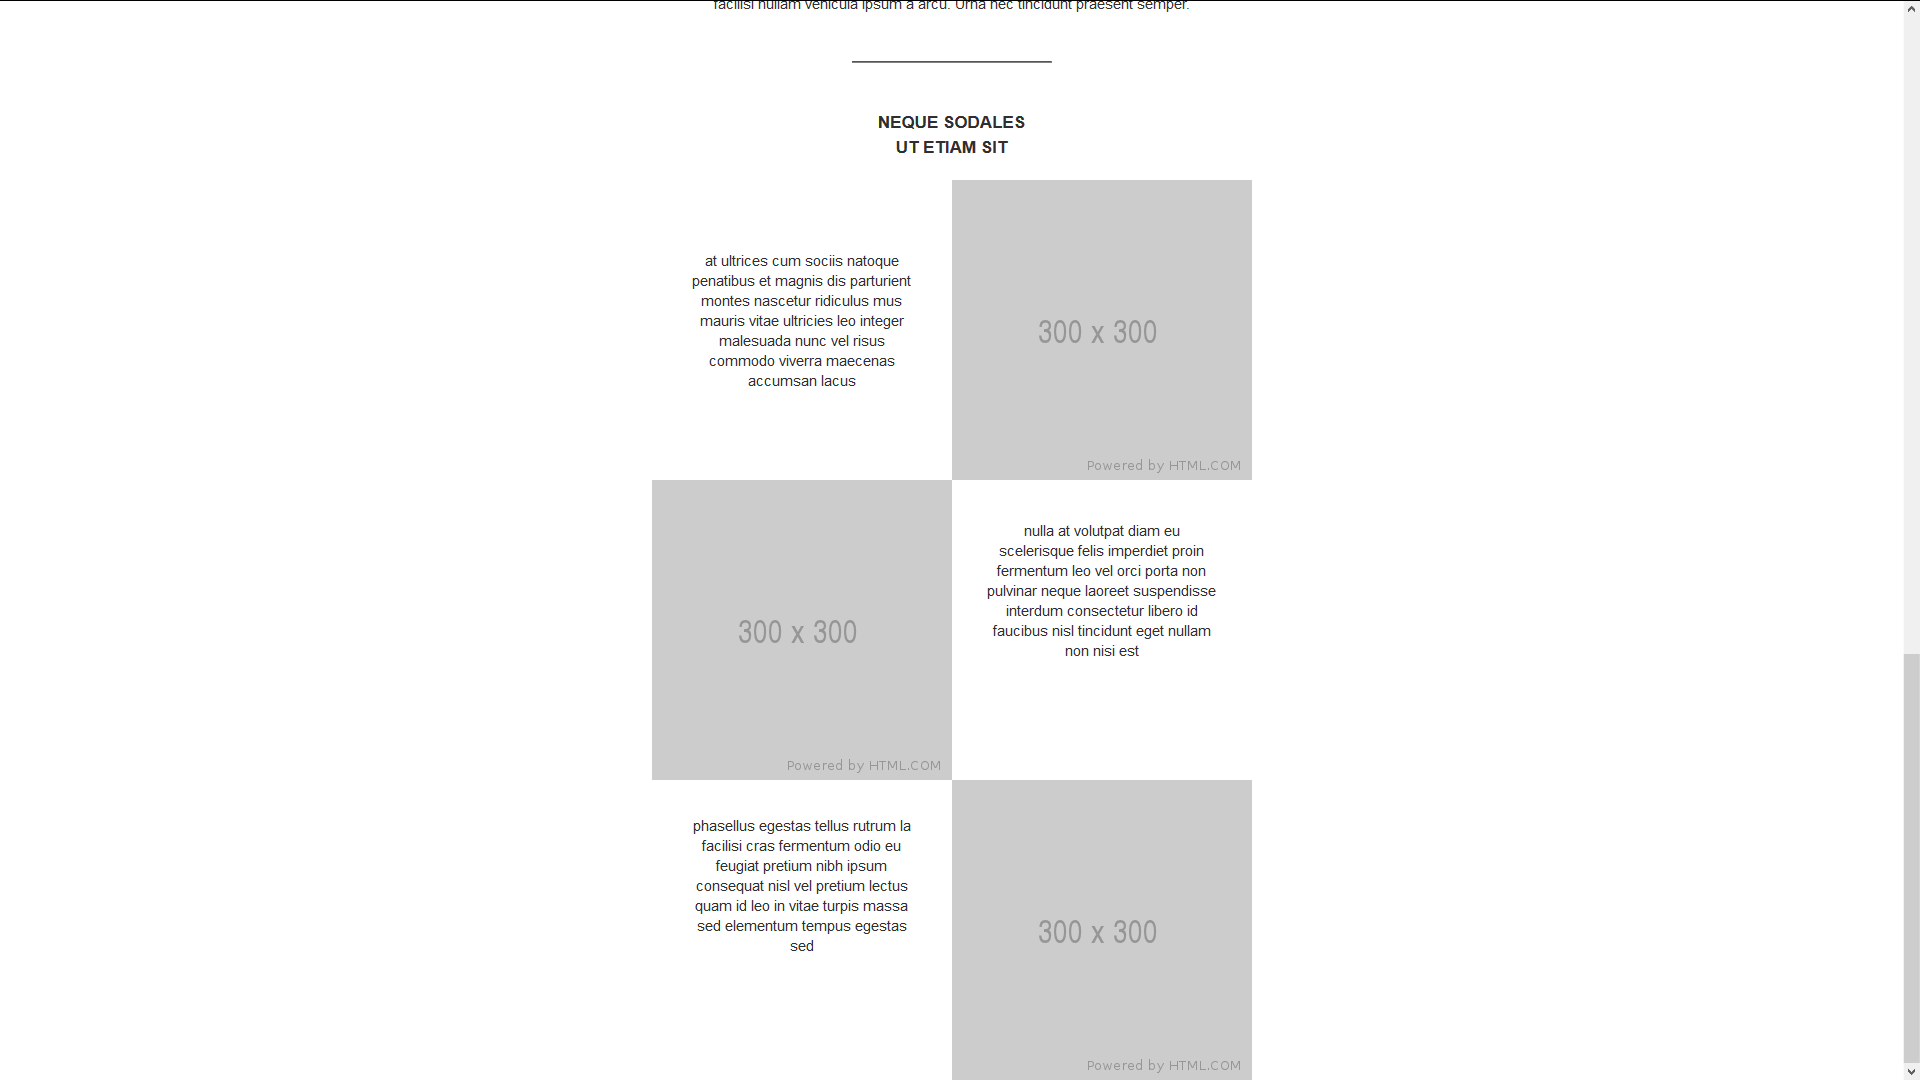 facilisi nullam vehicula ipsum a arcu. Urna nec tincidunt praesent semper.
NEQUE SODALES
UT ETIAM SIT
at ultrices cum sociis natoque
penatibus et magnis dis parturient
montes nascetur ridiculus mus
mauris vitae ultricies leo integer
malesuada nunc vel risus
commodo viverra maecenas
accumsan lacus
300 x 300
Powered by HTML.COM
300 x 300
Powered by HTML.COM
nulla at volutpat diam eu
scelerisque felis imperdiet proin
fermentum leo vel orci porta non
pulvinar neque laoreet suspendisse
interdum consectetur libero id
faucibus nisl tincidunt eget nullam
non nisi est
phasellus egestas tellus rutrum la
facilisi cras fermentum odio eu
feugiat pretium nibh ipsum
consequat nisl vel pretium lectus
quam id leo in vitae turpis massa
sed elementum tempus egestas
sed
300 x 300
Powered by HTML.COM